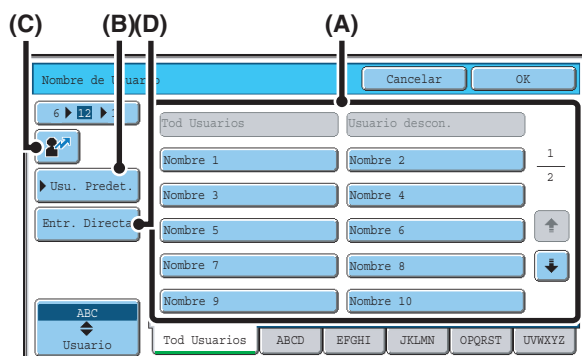 (C) (B)(D) (A)
Nombre de Usuario Cancelar OK
6 12
Tod Usuarios Usuario descon.
Nombre 1 Nombre 2 1
Usu. Predet. 2
Nombre 3 Nombre 4
Entr. Directa
Nombre 5 Nombre 6
Nombre 7 Nombre 8
Nombre 9 Nombre 10
ABC
Usuario
Tod Usuarios ABCD EFGHI JKLMN OPQRST UVWXYZ